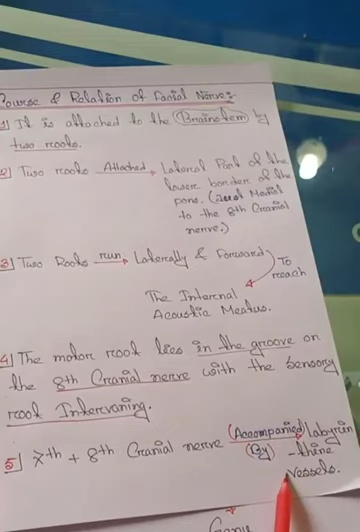 Course & Relation of Facial Nerve:-
1] It is attached to the (Brainstem) by
two roots.
2] Two roots Attached → Lateral Part of the
lower border of the
pons. (Just Medial
to the 8th Cranial
nerve.)
3] Two Roots run → Laterally & Forward) To
reach
The Internal
Acoustic Meatus.
4] The motor root lies in the groove on
the 8th Cranial nerve with the Sensory
root Intervaning.
5] 7th + 8th Cranial nerve (Accompanied By) labyrin
-thine
vessels.